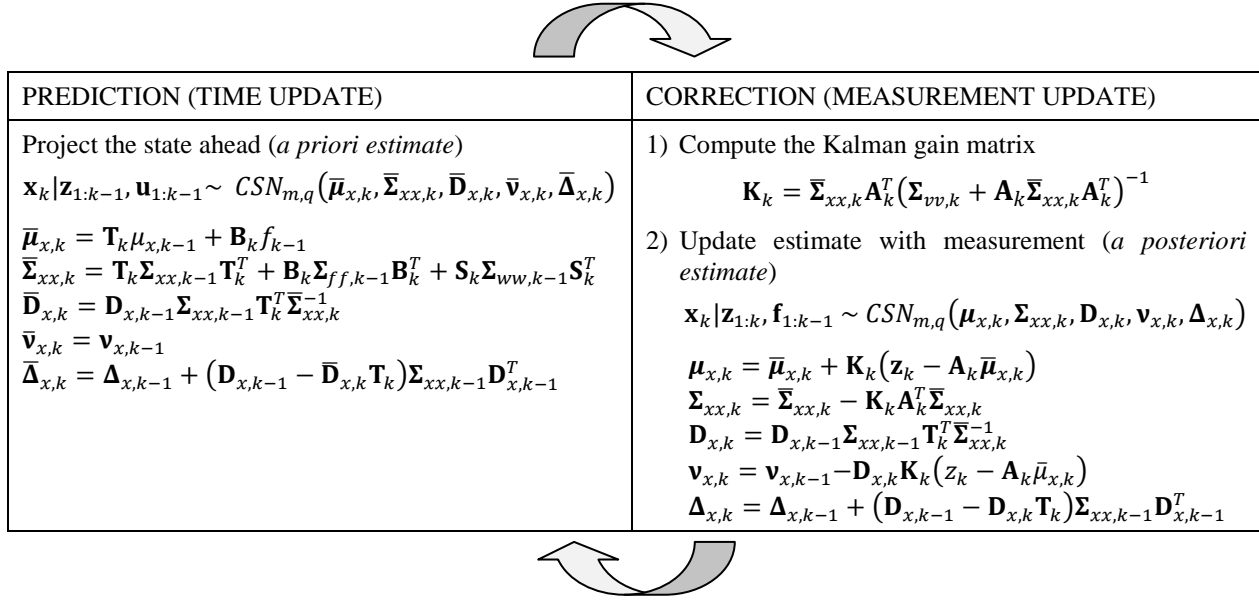 PREDICTION (TIME UPDATE)
Project the state ahead (a priori estimate)
𝐱ₖ|𝐳₁:ₖ₋₁, 𝐮₁:ₖ₋₁~ CSN_{m,q}(𝛍̅_{x,k}, 𝚺̅_{xx,k}, 𝐃̅_{x,k}, 𝛎̅_{x,k}, 𝚫̅_{x,k})
𝛍̅_{x,k} = 𝐓_k μ_{x,k−1} + 𝐁_k f_{k−1}
𝚺̅_{xx,k} = 𝐓_k 𝚺_{xx,k−1} 𝐓_k^T + 𝐁_k 𝚺_{ff,k−1} 𝐁_k^T + 𝐒_k 𝚺_{ww,k−1} 𝐒_k^T
𝐃̅_{x,k} = 𝐃_{x,k−1} 𝚺_{xx,k−1} 𝐓_k^T 𝚺̅_{xx,k}^{−1}
𝛎̅_{x,k} = 𝛎_{x,k−1}
𝚫̅_{x,k} = 𝚫_{x,k−1} + (𝐃_{x,k−1} − 𝐃̅_{x,k} 𝐓_k) 𝚺_{xx,k−1} 𝐃_{x,k−1}^T
CORRECTION (MEASUREMENT UPDATE)
1) Compute the Kalman gain matrix
𝐊_k = 𝚺̅_{xx,k} 𝐀_k^T (𝚺_{vv,k} + 𝐀_k 𝚺̅_{xx,k} 𝐀_k^T)^{−1}
2) Update estimate with measurement (a posteriori
estimate)
𝐱_k|𝐳_{1:k}, 𝐟_{1:k−1} ~ CSN_{m,q}(𝛍_{x,k}, 𝚺_{xx,k}, 𝐃_{x,k}, 𝛎_{x,k}, 𝚫_{x,k})
𝛍_{x,k} = 𝛍̅_{x,k} + 𝐊_k(𝐳_k − 𝐀_k 𝛍̅_{x,k})
𝚺_{xx,k} = 𝚺̅_{xx,k} − 𝐊_k 𝐀_k^T 𝚺̅_{xx,k}
𝐃_{x,k} = 𝐃_{x,k−1} 𝚺_{xx,k−1} 𝐓_k^T 𝚺̅_{xx,k}^{−1}
𝛎_{x,k} = 𝛎_{x,k−1}−𝐃_{x,k} 𝐊_k(z_k − 𝐀_k μ̅_{x,k})
𝚫_{x,k} = 𝚫_{x,k−1} + (𝐃_{x,k−1} − 𝐃_{x,k} 𝐓_k) 𝚺_{xx,k−1} 𝐃_{x,k−1}^T